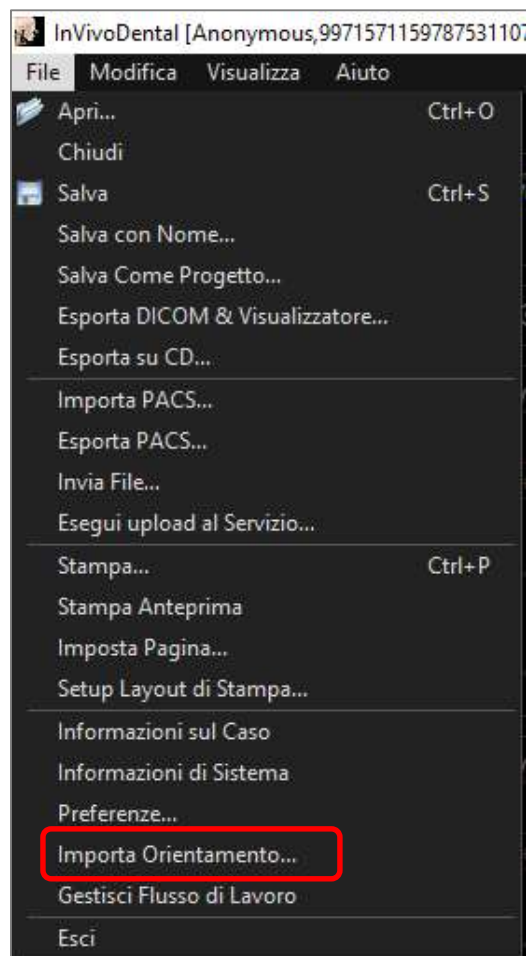 InVivoDental [Anonymous,9971571159787531107
File Modifica Visualizza Aiuto
Apri... Ctrl+O
Chiudi
Salva Ctrl+S
Salva con Nome...
Salva Come Progetto...
Esporta DICOM & Visualizzatore...
Esporta su CD...
Importa PACS...
Esporta PACS...
Invia File...
Esegui upload al Servizio...
Stampa... Ctrl+P
Stampa Anteprima
Imposta Pagina...
Setup Layout di Stampa...
Informazioni sul Caso
Informazioni di Sistema
Preferenze...
Importa Orientamento...
Gestisci Flusso di Lavoro
Esci